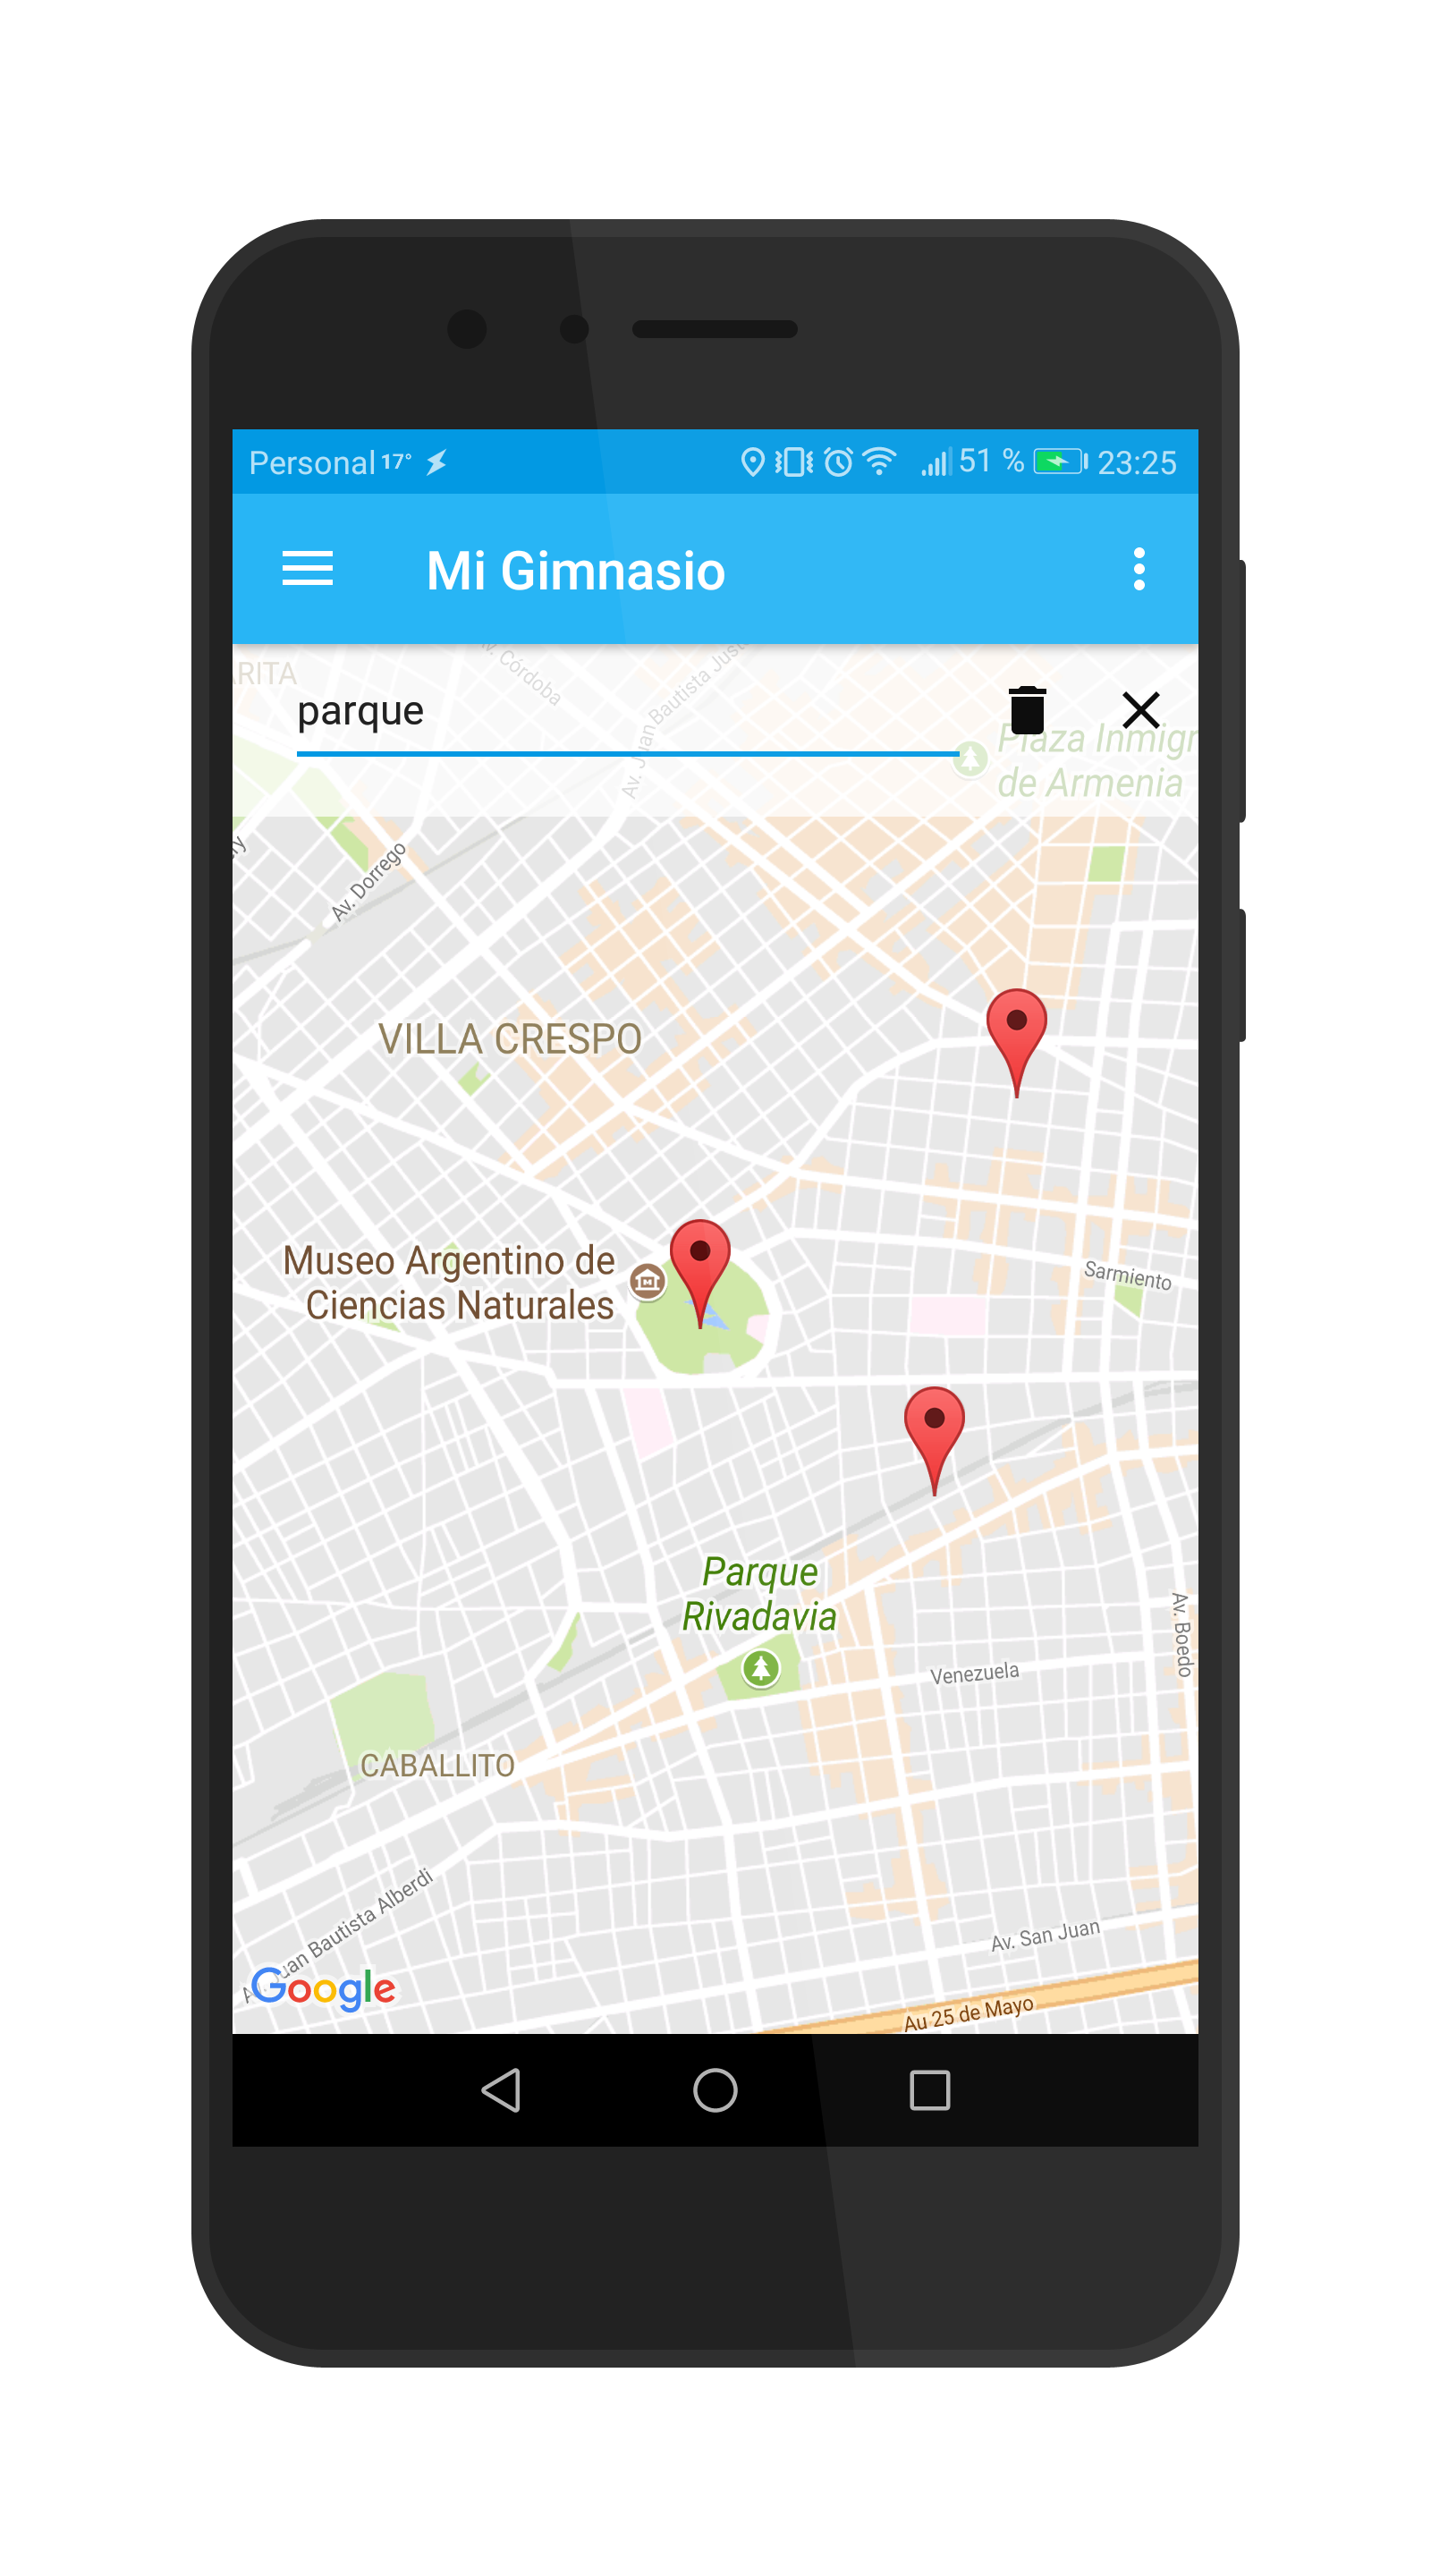 Personal 17° 51 % 23:25
Mi Gimnasio
Av. Córdoba
Av. Juan Bautista Justo
parque
Plaza Inmigr
de Armenia
Av. Dorrego
VILLA CRESPO
Museo Argentino de
Ciencias Naturales
Sarmiento
Parque
Rivadavia
Av. Boedo
Venezuela
CABALLITO
Av. Juan Bautista Alberdi
Av. San Juan
Google
Au 25 de Mayo